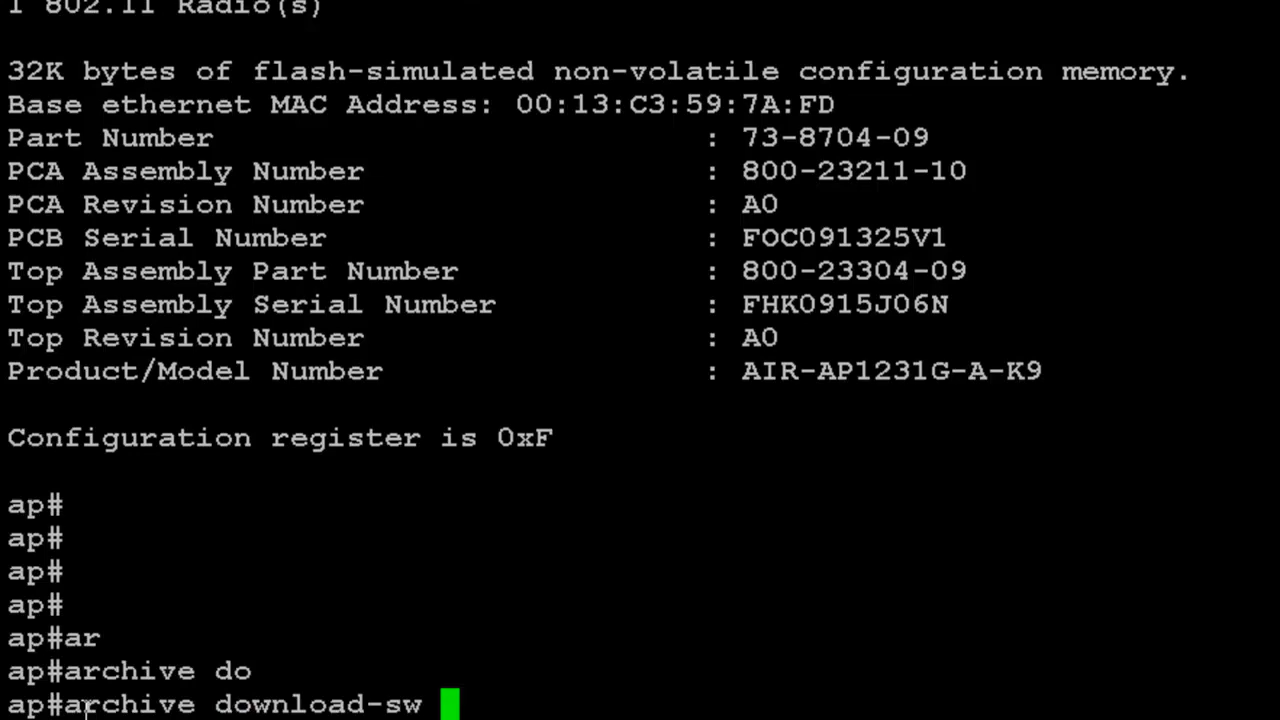 1 802.11 Radio(s)
32K bytes of flash-simulated non-volatile configuration memory.
Base ethernet MAC Address: 00:13:C3:59:7A:FD
Part Number : 73-8704-09
PCA Assembly Number : 800-23211-10
PCA Revision Number : A0
PCB Serial Number : FOC091325V1
Top Assembly Part Number : 800-23304-09
Top Assembly Serial Number : FHK0915J06N
Top Revision Number : A0
Product/Model Number : AIR-AP1231G-A-K9
Configuration register is 0xF
ap#
ap#
ap#
ap#
ap#ar
ap#archive do
ap#archive download-sw